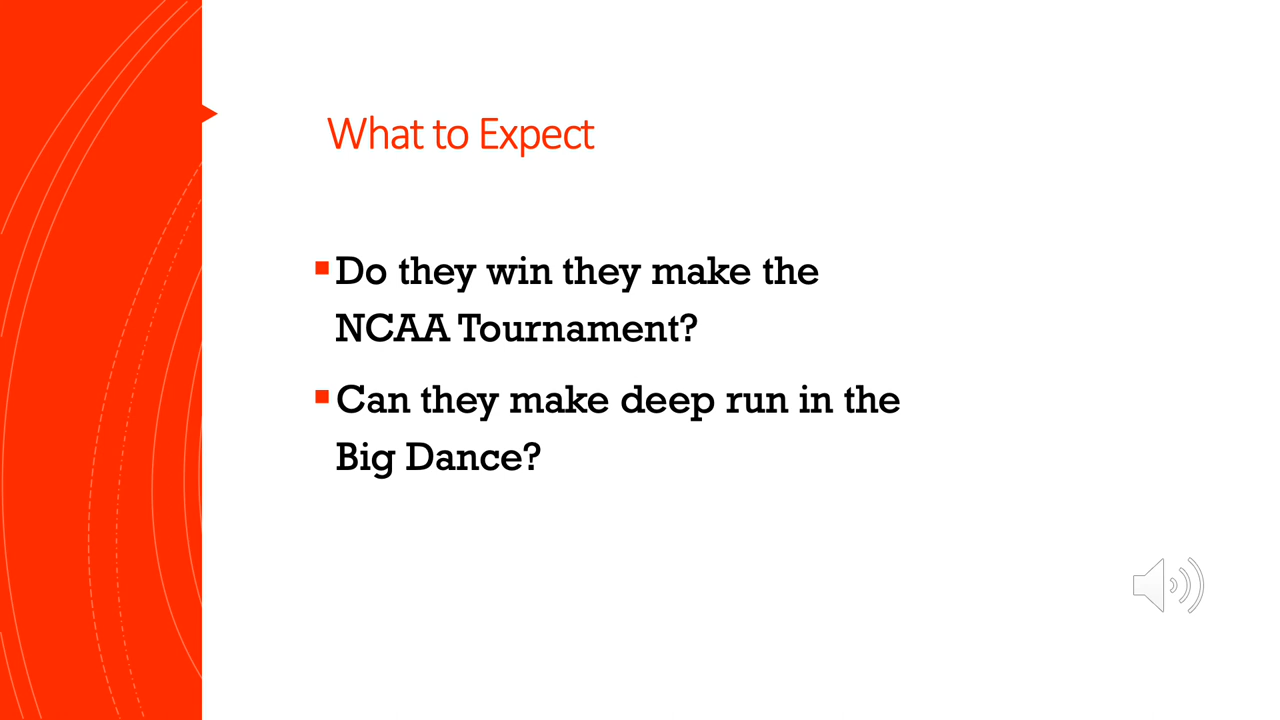 What to Expect
Do they win they make the
NCAA Tournament?
Can they make deep run in the
Big Dance?